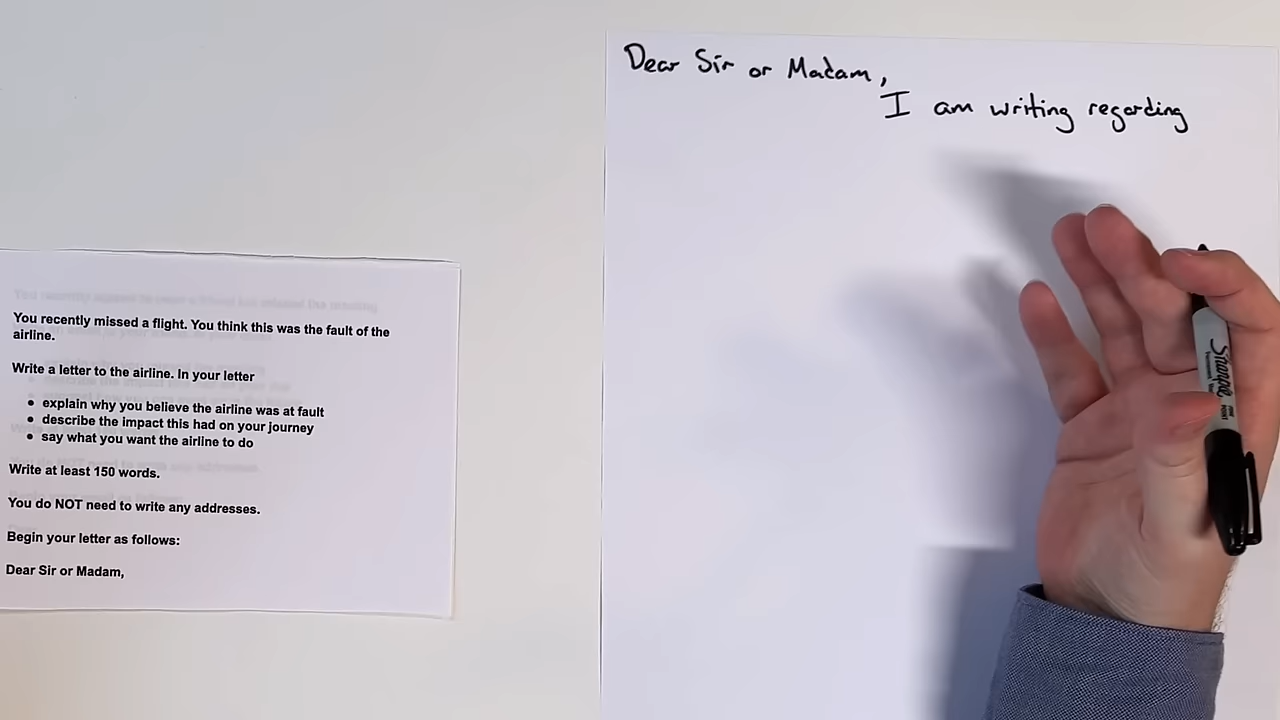 Dear Sir or Madam,
I am writing regarding
You recently missed a flight. You think this was the fault of the
airline.
Write a letter to the airline. In your letter
• explain why you believe the airline was at fault
• describe the impact this had on your journey
• say what you want the airline to do
Write at least 150 words.
You do NOT need to write any addresses.
Begin your letter as follows:
Dear Sir or Madam,
Sharpie